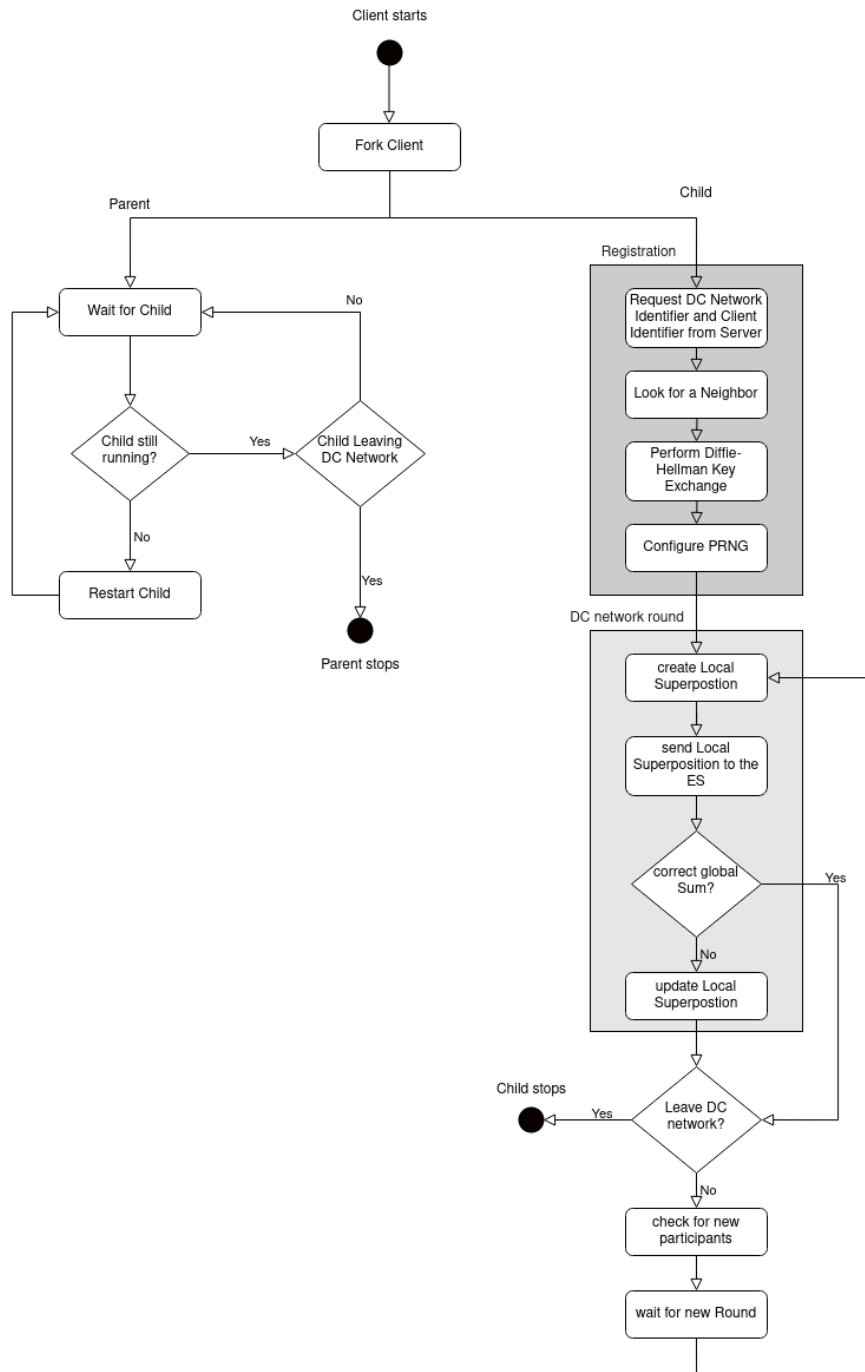 Client starts
Fork Client
Parent
Child
Registration
Wait for Child
No
Request DC Network
Identifier and Client
Identifier from Server
Look for a Neighbor
Child still
running?
Yes
Child Leaving
DC Network
Perform Diffie-
Hellman Key
Exchange
No
Configure PRNG
Restart Child
Yes
DC network round
Parent stops
create Local
Superpostion
send Local
Superposition to the
ES
correct global
Sum?
Yes
No
update Local
Superpostion
Child stops
Leave DC
network?
Yes
No
check for new
participants
wait for new Round